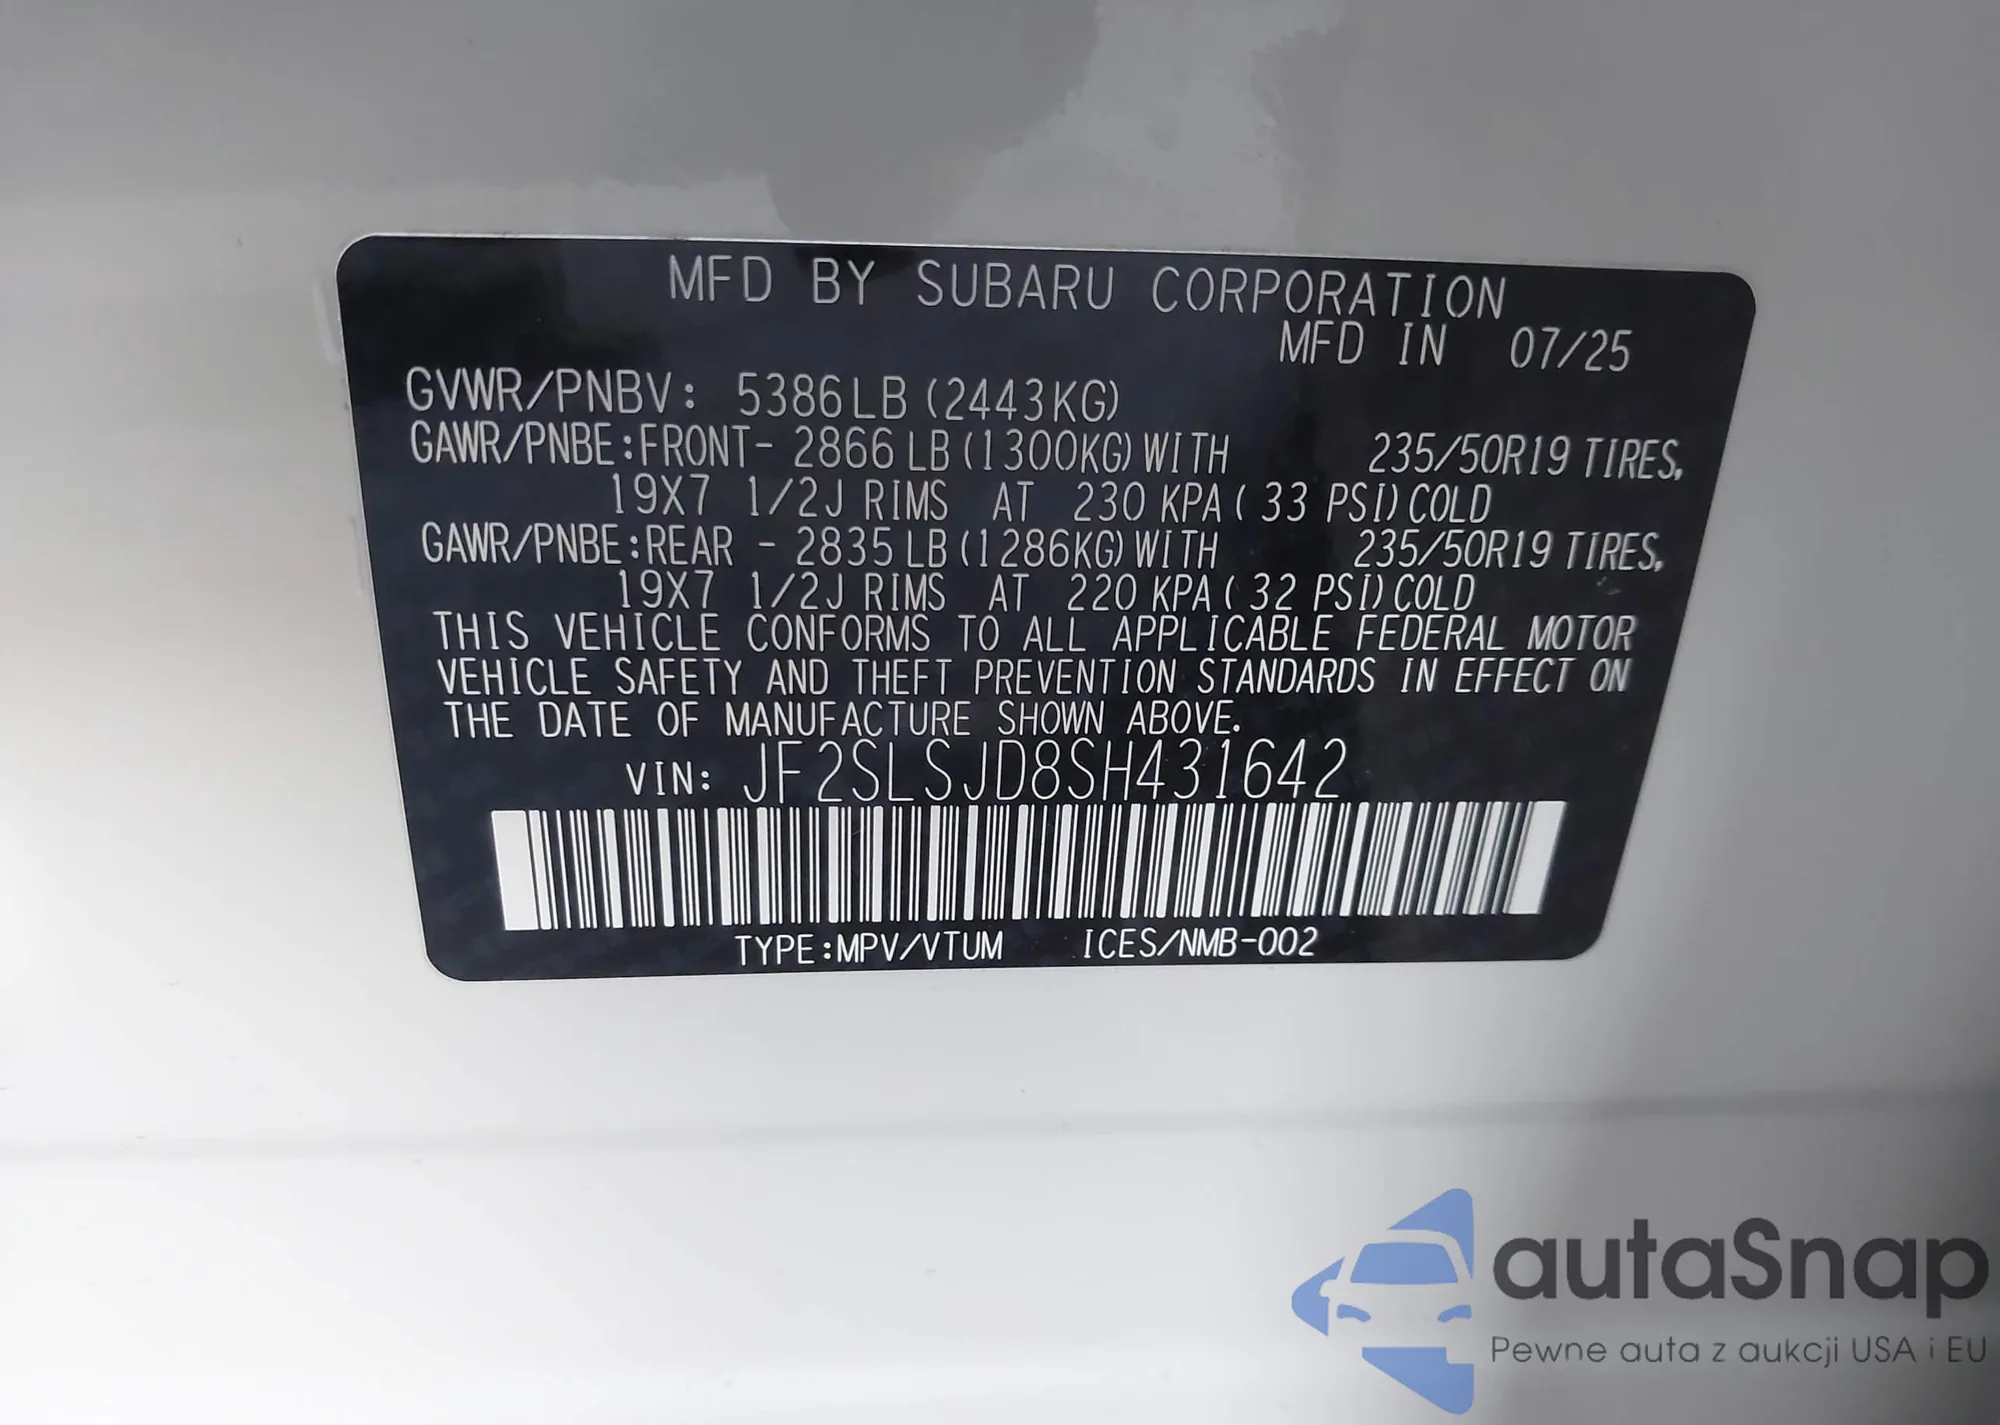 MFD BY SUBARU CORPORATION
MFD IN 07/25
GVWR/PNBV: 5386LB (2443KG)
GAWR/PNBE:FRONT- 2866 LB (1300KG) WITH 235/50R19 TIRES,
19X7 1/2J RIMS AT 230 KPA ( 33 PSI) COLD
GAWR/PNBE:REAR - 2835 LB (1286KG) WITH 235/50R19 TIRES,
19X7 1/2J RIMS AT 220 KPA ( 32 PSI) COLD
THIS VEHICLE CONFORMS TO ALL APPLICABLE FEDERAL MOTOR
VEHICLE SAFETY AND THEFT PREVENTION STANDARDS IN EFFECT ON
THE DATE OF MANUFACTURE SHOWN ABOVE.
VIN: JF2SLSJD8SH431642
TYPE:MPV/VTUM ICES/NMB-002
autaSnap
Pewne auta z aukcji USA i EU